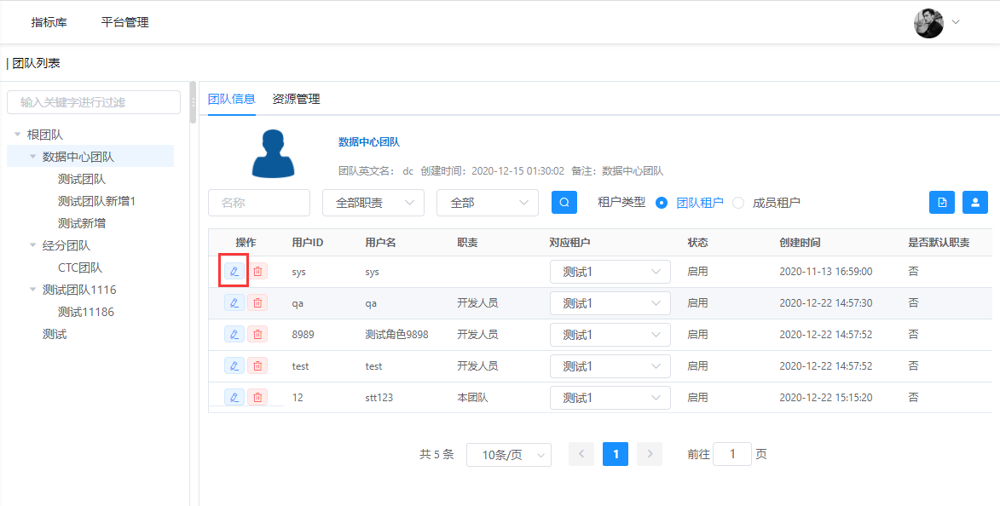 指标库 平台管理
团队列表
输入关键字进行过滤
根团队
数据中心团队
测试团队
测试团队新增1
测试新增
经分团队
CTC团队
测试团队1116
测试11186
测试
团队信息 资源管理
数据中心团队
团队英文名： dc 创建时间：2020-12-15 01:30:02 备注：数据中心团队
名称 全部职责 全部 租户类型 团队租户 成员租户
操作 用户ID 用户名 职责 对应租户 状态 创建时间 是否默认职责
sys sys 测试1 启用 2020-11-13 16:59:00 否
qa qa 开发人员 测试1 启用 2020-12-22 14:57:30 否
8989 测试角色9898 开发人员 测试1 启用 2020-12-22 14:57:52 否
test test 开发人员 测试1 启用 2020-12-22 14:57:52 否
12 stt123 本团队 测试1 启用 2020-12-22 15:15:20 否
共 5 条 10条/页 1 前往 1 页